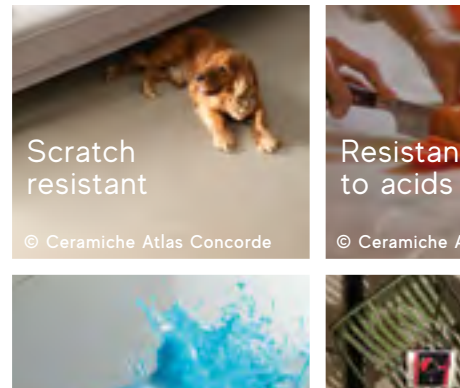 Scratch
resistant
© Ceramiche Atlas Concorde
Resistan
to acids
© Ceramiche